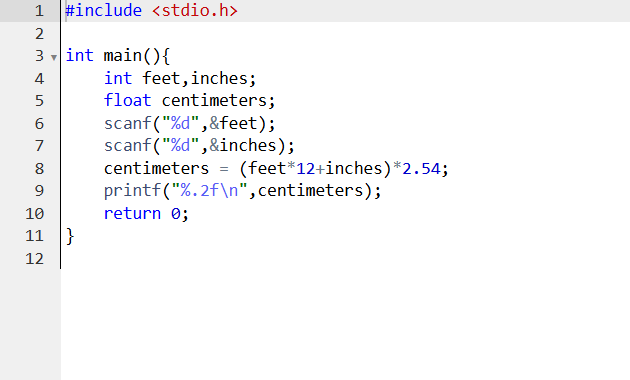 1 #include <stdio.h>
2
3 int main(){
4     int feet,inches;
5     float centimeters;
6     scanf("%d",&feet);
7     scanf("%d",&inches);
8     centimeters = (feet*12+inches)*2.54;
9     printf("%.2f\n",centimeters);
10     return 0;
11 }
12